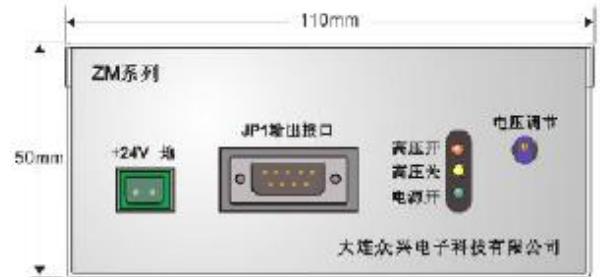 110mm
ZM系列
50mm
+24V 地
JP1输出接口
电压调节
高压开
高压关
电源开
大连众兴电子科技有限公司